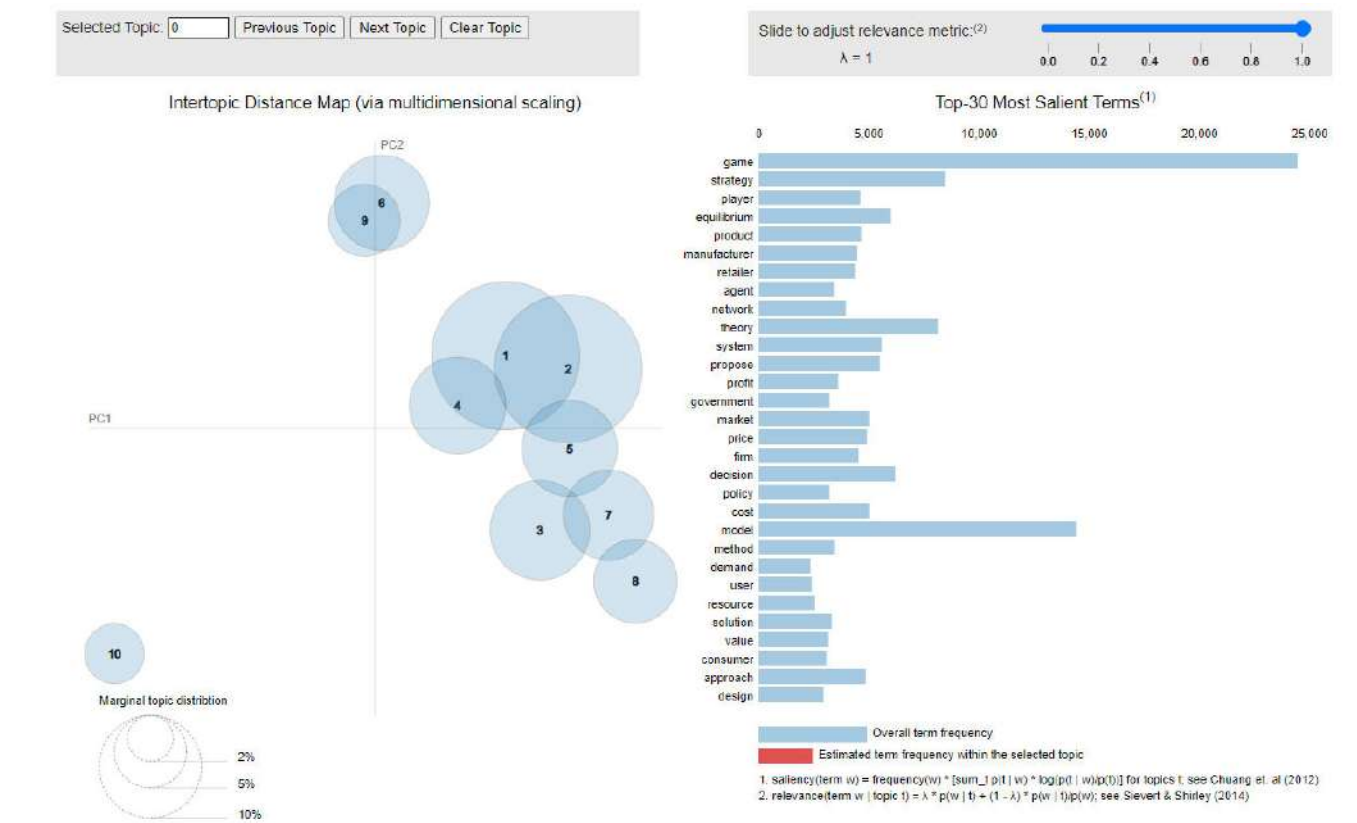 Selected Topic: 0 Previous Topic Next Topic Clear Topic
Slide to adjust relevance metric:(2)
λ = 1
0.0 0.2 0.4 0.6 0.8 1.0
Intertopic Distance Map (via multidimensional scaling)
PC2
PC1
6
9
1
2
4
5
3
7
8
10
Marginal topic distribtion
2%
5%
10%
Top-30 Most Salient Terms(1)
0 5,000 10,000 15,000 20,000 25,000
game
strategy
player
equilibrium
product
manufacturer
retailer
agent
network
theory
system
propose
profit
government
market
price
firm
decision
policy
cost
model
method
demand
user
resource
solution
value
consumer
approach
design
Overall term frequency
Estimated term frequency within the selected topic
1. saliency(term w) = frequency(w) * [sum_t p(t | w) * log(p(t | w)/p(t))] for topics t; see Chuang et. al (2012)
2. relevance(term w | topic t) = λ * p(w | t) + (1 - λ) * p(w | t)/p(w); see Sievert & Shirley (2014)